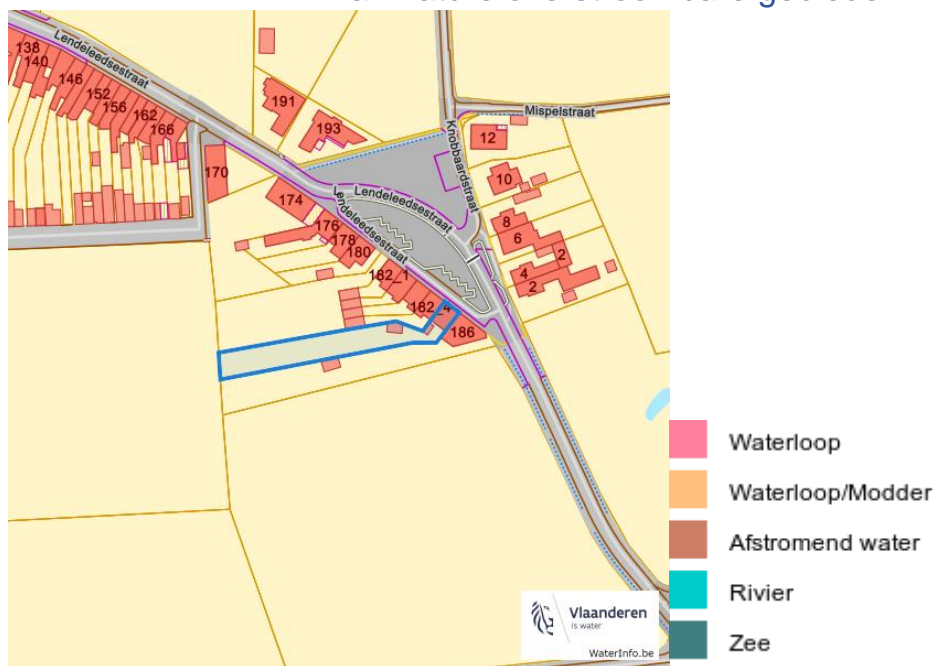 138
140
146
152
156
162
166
170
Lendeleedsestraat
191
193
174
176
178
180
182_1
182_
186
Lendeleedsestraat
Lendeleedsestraat
Knobbaardstraat
Mispelstraat
12
10
8
6
2
4
2
Waterloop
Waterloop/Modder
Afstromend water
Rivier
Zee
Vlaanderen
is water
WaterInfo.be